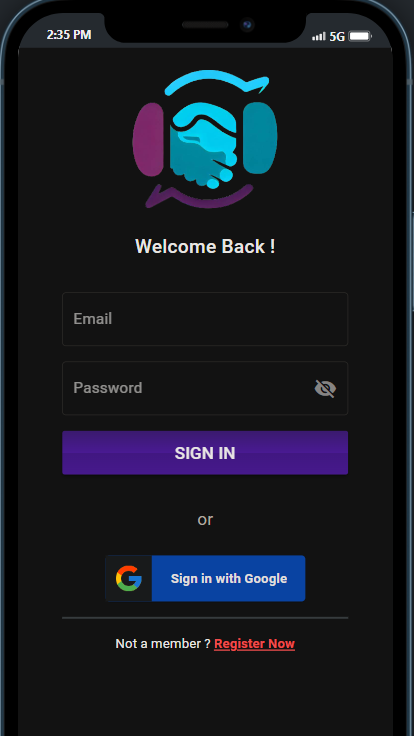 2:35 PM 5G
Welcome Back !
Email
Password
SIGN IN
or
Sign in with Google
Not a member ? Register Now